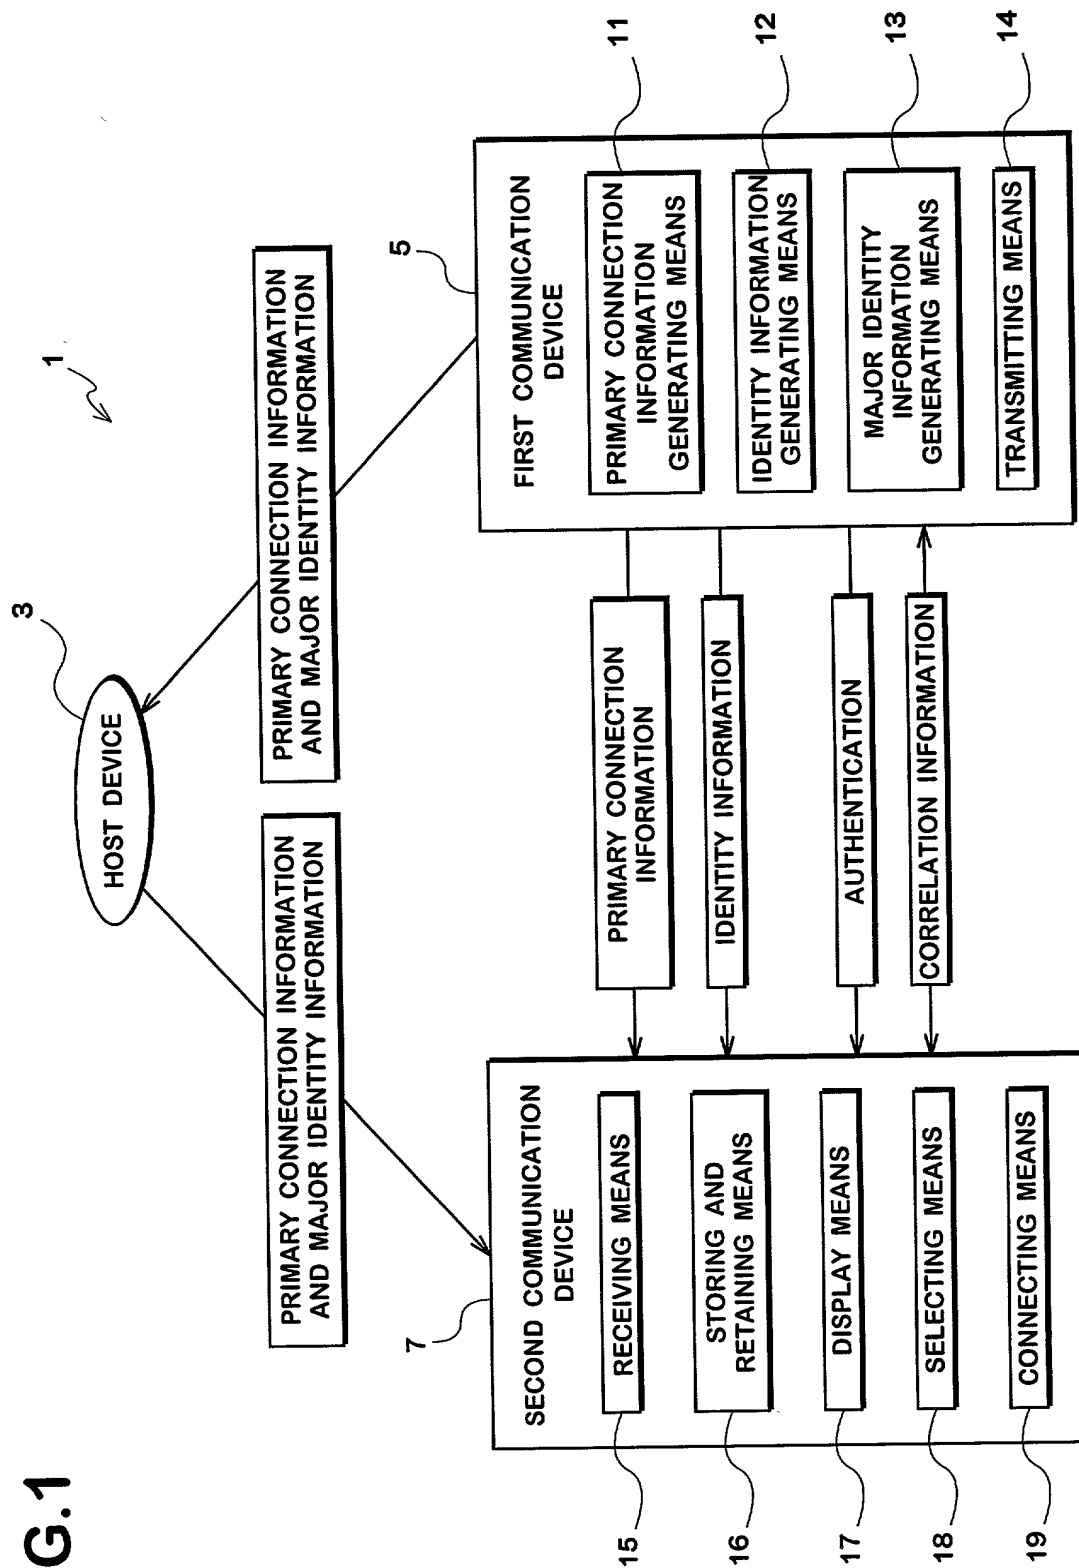 G.1
1
HOST DEVICE
3
PRIMARY CONNECTION INFORMATION
AND MAJOR IDENTITY INFORMATION
PRIMARY CONNECTION INFORMATION
AND MAJOR IDENTITY INFORMATION
7
SECOND COMMUNICATION
DEVICE
RECEIVING MEANS
15
STORING AND
RETAINING MEANS
16
DISPLAY MEANS
17
SELECTING MEANS
18
CONNECTING MEANS
19
PRIMARY CONNECTION
INFORMATION
IDENTITY INFORMATION
AUTHENTICATION
CORRELATION INFORMATION
5
FIRST COMMUNICATION
DEVICE
PRIMARY CONNECTION
INFORMATION
GENERATING MEANS
11
IDENTITY INFORMATION
GENERATING MEANS
12
MAJOR IDENTITY
INFORMATION
GENERATING MEANS
13
TRANSMITTING MEANS
14